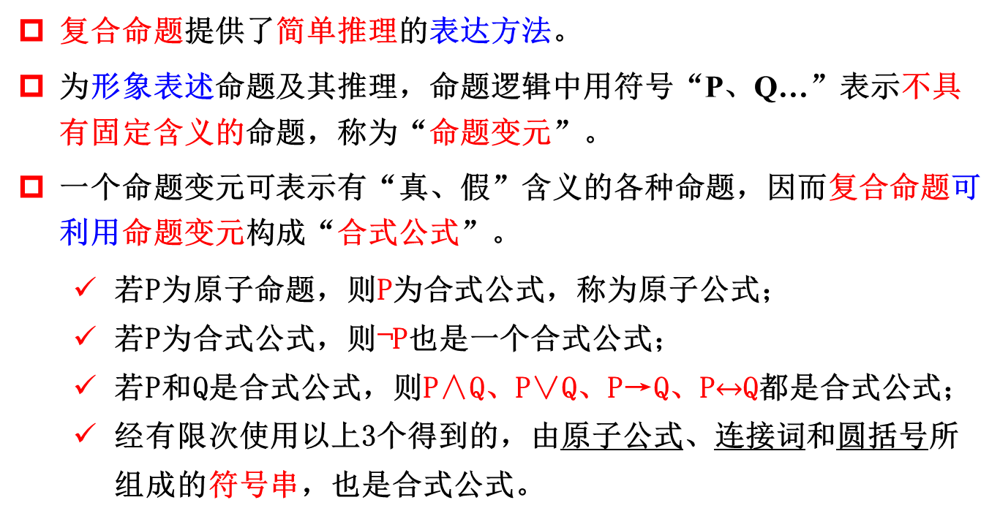 复合命题提供了简单推理的表达方法。
为形象表述命题及其推理，命题逻辑中用符号“P、Q…”表示不具
有固定含义的命题，称为“命题变元”。
一个命题变元可表示有“真、假”含义的各种命题，因而复合命题可
利用命题变元构成“合式公式”。
✓ 若P为原子命题，则P为合式公式，称为原子公式；
✓ 若P为合式公式，则¬P也是一个合式公式；
✓ 若P和Q是合式公式，则P∧Q、P∨Q、P→Q、P↔Q都是合式公式；
✓ 经有限次使用以上3个得到的，由原子公式、连接词和圆括号所
组成的符号串，也是合式公式。